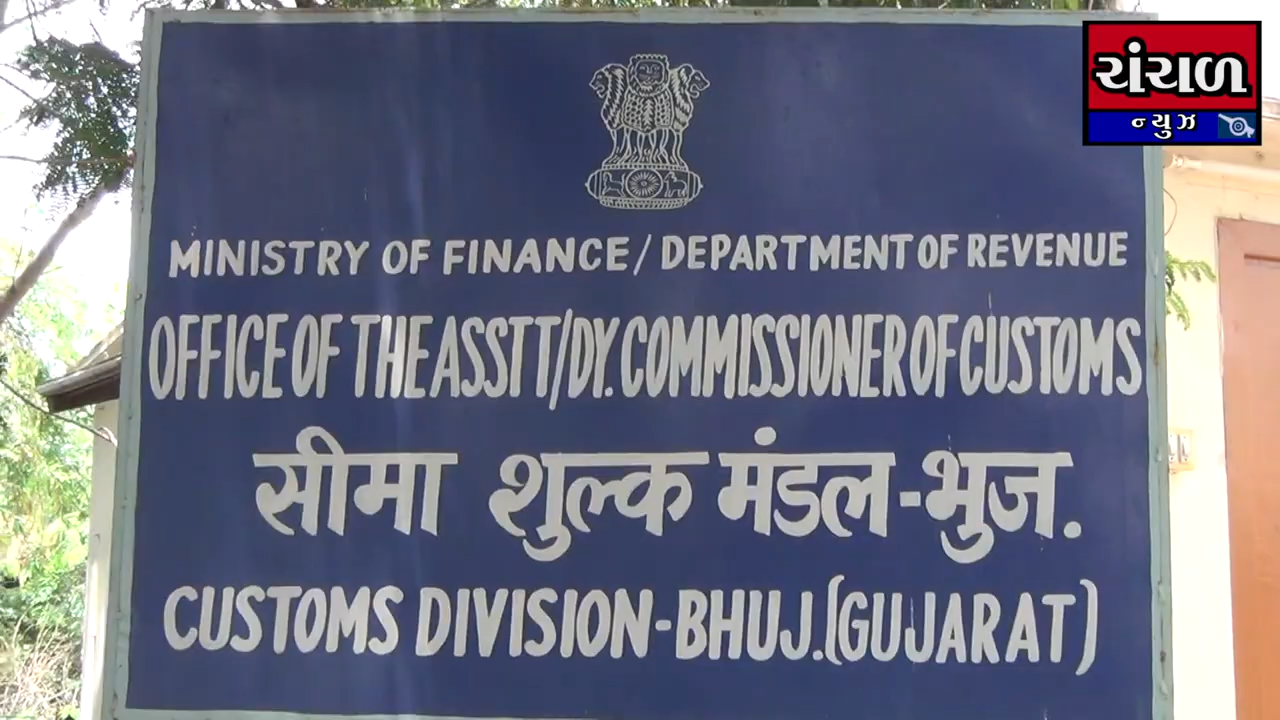 ચંચળ
ન્યુઝ
MINISTRY OF FINANCE/ DEPARTMENT OF REVENUE
OFFICE OF THE ASSTT/DY. COMMISSIONER OF CUSTOMS
सीमा शुल्क मंडल-भुज.
CUSTOMS DIVISION-BHUJ.(GUJARAT)